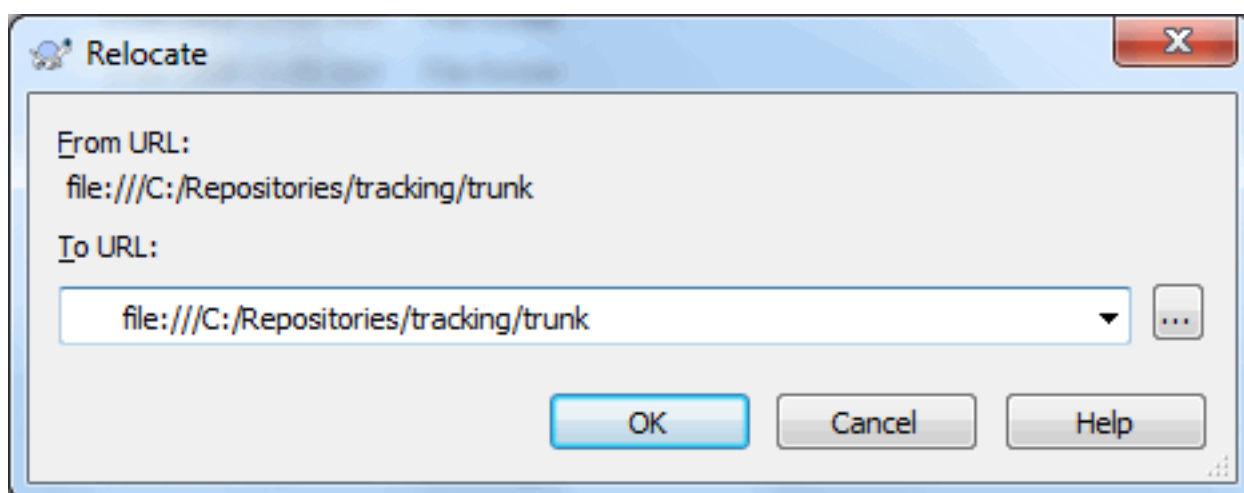 Relocate
From URL:
file:///C:/Repositories/tracking/trunk
To URL:
file:///C:/Repositories/tracking/trunk
...
OK Cancel Help